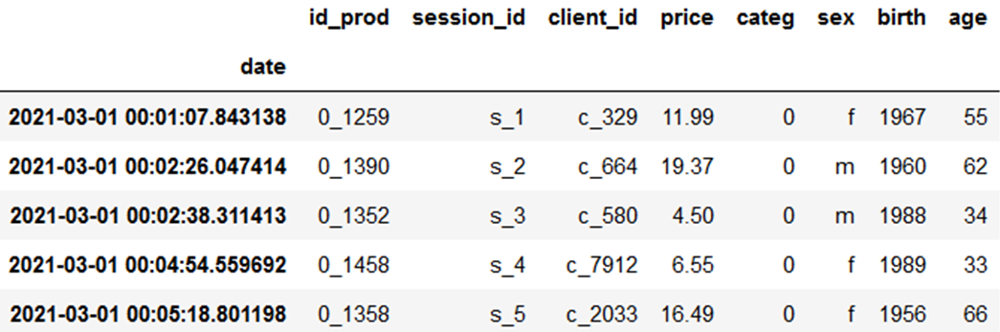 id_prod session_id client_id price categ sex birth age
date
2021-03-01 00:01:07.843138 0_1259 s_1 c_329 11.99 0 f 1967 55
2021-03-01 00:02:26.047414 0_1390 s_2 c_664 19.37 0 m 1960 62
2021-03-01 00:02:38.311413 0_1352 s_3 c_580 4.50 0 m 1988 34
2021-03-01 00:04:54.559692 0_1458 s_4 c_7912 6.55 0 f 1989 33
2021-03-01 00:05:18.801198 0_1358 s_5 c_2033 16.49 0 f 1956 66